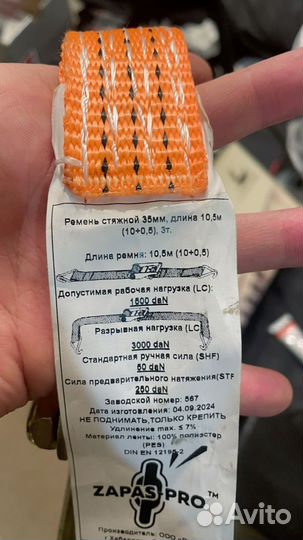 Ремень стяжной 35мм, длина 10,5м
(10+0,5), 3т.
Длина ремня: 10,5м (10+0,5)
Допустимая рабочая нагрузка (LC):
1500 daN
Разрывная нагрузка (LC)
3000 daN
Стандартная ручная сила (SHF)
50 daN
Сила предварительного натяжения(STF
250 daN
Заводской номер: 567
Дата изготовления: 04.09.2024
НЕ ПОДНИМАТЬ,ТОЛЬКО КРЕПИТЬ
Удлинение max. ≤ 7%
Материал ленты: 100% полиэстер
(PES)
DIN EN 12195-2
ZAPAS-PRO™
Производитель: ООО
Avito